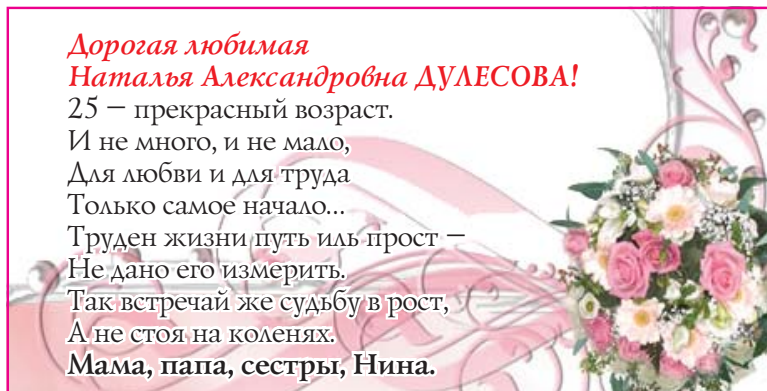 Дорогая любимая
Наталья Александровна ДУЛЕСОВА!
25 – прекрасный возраст.
И не много, и не мало,
Для любви и для труда
Только самое начало...
Труден жизни путь иль прост –
Не дано его измерить.
Так встречай же судьбу в рост,
А не стоя на коленях.
Мама, папа, сестры, Нина.